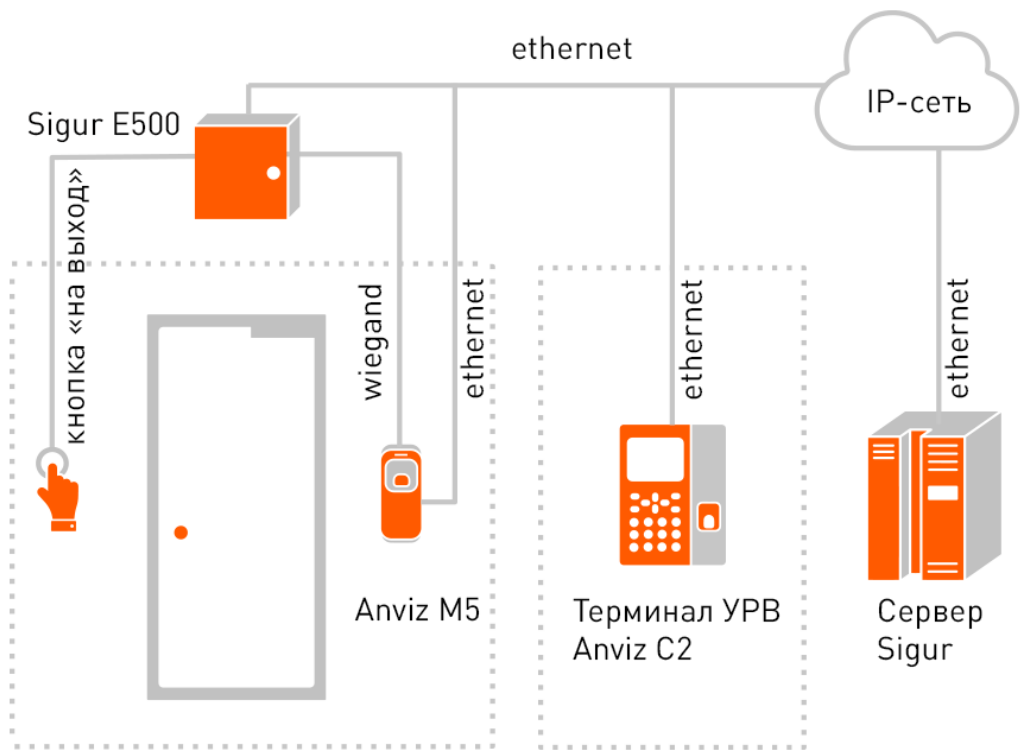 ethernet
IP-сеть
Sigur E500
кнопка «на выход»
wiegand
ethernet
ethernet
ethernet
Anviz M5
Терминал УРВ
Anviz C2
Сервер
Sigur